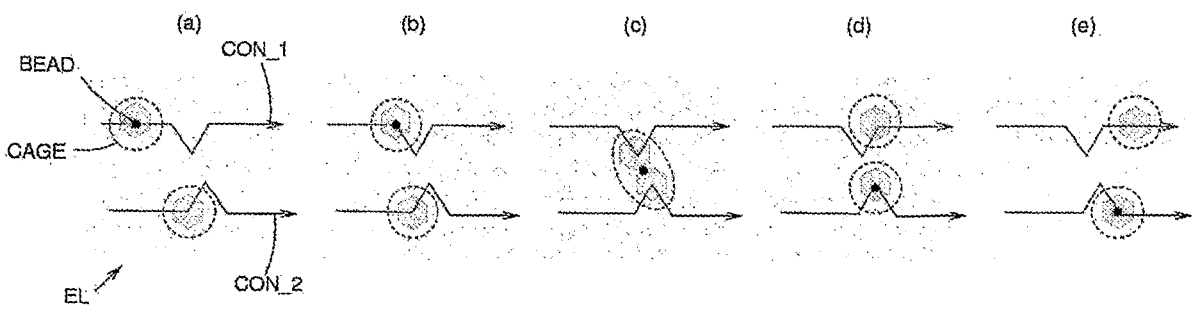 (a) (b) (c) (d) (e)
CON_1
BEAD
CAGE
CON_2
EL